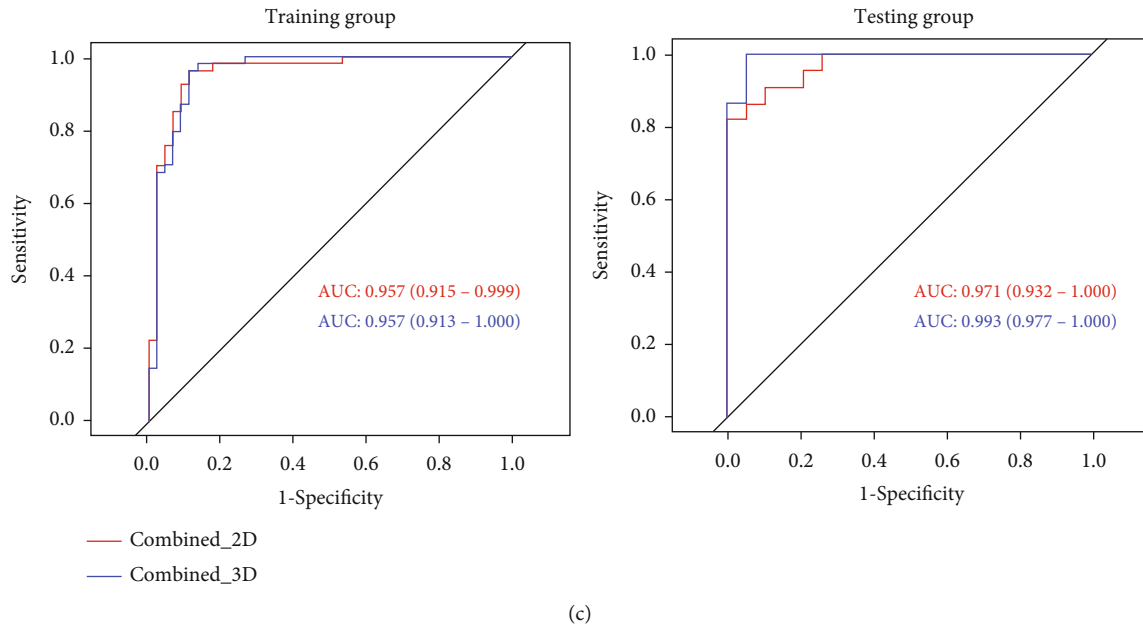 Training group
1.0
0.8
0.6
0.4
0.2
0.0
Sensitivity
AUC: 0.957 (0.915 – 0.999)
AUC: 0.957 (0.913 – 1.000)
0.0 0.2 0.4 0.6 0.8 1.0
1-Specificity
Combined_2D
Combined_3D
Testing group
1.0
0.8
0.6
0.4
0.2
0.0
Sensitivity
AUC: 0.971 (0.932 – 1.000)
AUC: 0.993 (0.977 – 1.000)
0.0 0.2 0.4 0.6 0.8 1.0
1-Specificity
(c)